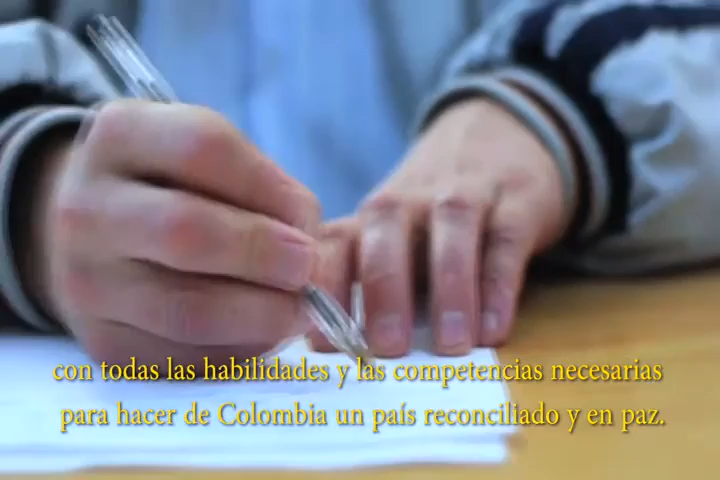 con todas las habilidades y las competencias necesarias
para hacer de Colombia un país reconciliado y en paz.